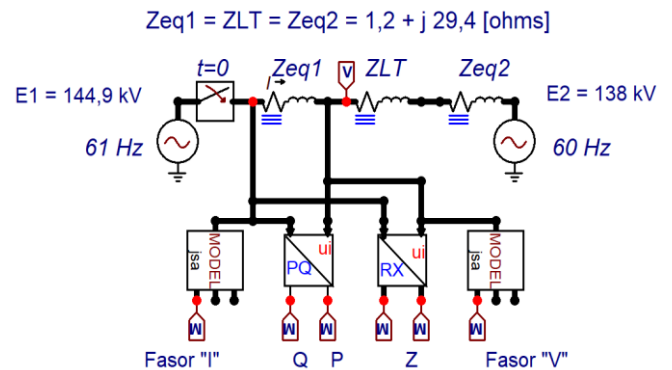 Zeq1 = ZLT = Zeq2 = 1,2 + j 29,4 [ohms]
t=0
I
Zeq1
V
ZLT
Zeq2
E1 = 144,9 kV
E2 = 138 kV
61 Hz
60 Hz
MODEL
jsa
PQ
ui
RX
ui
MODEL
jsa
M
M
M
M
M
M
Fasor "I"
Q
P
Z
Fasor "V"